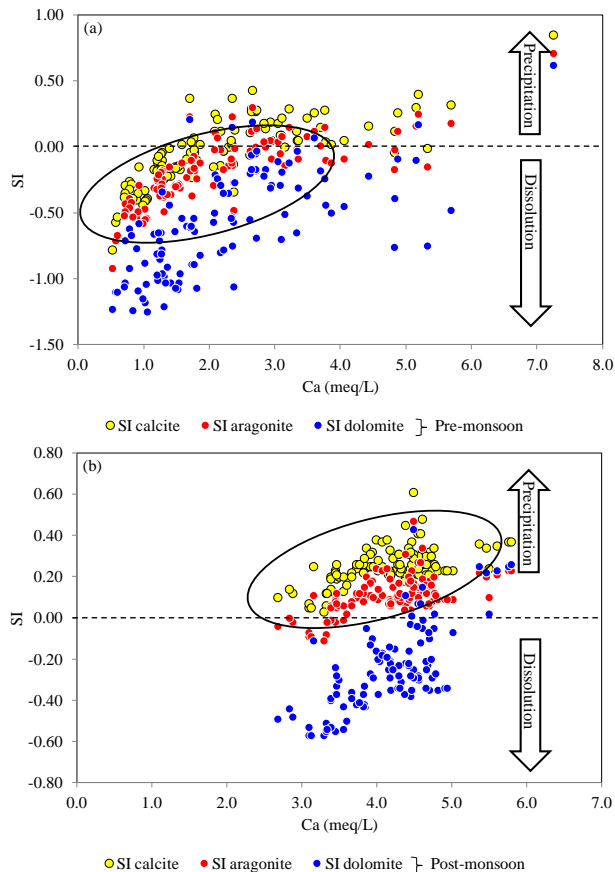 (a)
1.00
0.50
0.00
-0.50
-1.00
-1.50
SI
Precipitation
Dissolution
0.0 1.0 2.0 3.0 4.0 5.0 6.0 7.0 8.0
Ca (meq/L)
SI calcite SI aragonite SI dolomite Pre-monsoon
(b)
0.80
0.60
0.40
0.20
0.00
-0.20
-0.40
-0.60
-0.80
SI
Precipitation
Dissolution
0.0 1.0 2.0 3.0 4.0 5.0 6.0 7.0
Ca (meq/L)
SI calcite SI aragonite SI dolomite Post-monsoon